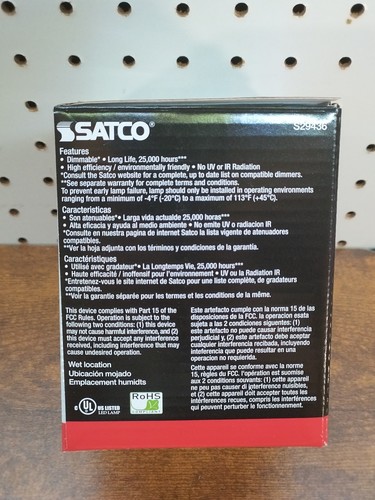 SATCO®
S29436
Features
• Dimmable* • Long Life, 25,000 hours***
• High efficiency / environmentally friendly • No UV or IR Radiation
*Consult the Satco website for a complete, up to date list on compatible dimmers.
**See separate warranty for complete terms and conditions.
To prevent early lamp failure, lamp should only be installed in operating environments
ranging from a minimum of -4°F (-20°C) to a maximum of 113°F (+45°C).
Caracteristicas
• Son atenuables*• Larga vida actualde 25,000 horas***
• Alta eficacia y ayuda al medio ambiente • No emite UV o radiacion IR
*Consulte en nuestra pagina de internet Satco la lista vigente de atenuadores
compatibles.
**Ver la hoja adjunta con los términos y condiciones de la garantía.
Caractéristiques
• Utilisé avec gradateur*• La Longtemps Vie, 25,000 hours***
• Haute efficacité / inoffensif pour l'environnement • UV ou la Radiation IR
*Entretenez-vous le site internet de Satco pour une liste complète, de gradateurs
compatibles.
**Voir la garantie séparée pour les termes et les conditions de la même.
This device complies with Part 15 of the
FCC Rules. Operation is subject to the
following two conditions: (1) this device
may not cause harmful interference, and (2)
this device must accept any interference
received, including interference that may
cause undesired operation.
Wet location
Ubicación mojado
Emplacement humidts
Este artefacto cumple con la norma 15 de las
disposiciones de la FCC. la operacion esata
sujeta a las 2 condiciones siguientes: (1)
este artefacto no puede causar interferencia
perjudicial y, (2) este artefacto debe aceptar
cualquier interferencia recibada, incluyendo
interferencia que puede resultar en una
operacion no requerida.
Cette appareil se conforme avec la norme
15, règles du FCC. l'opération est suomise
aux 2 conditions suivantes: (1) cette appareil
ne peu pas causer di interférence nuisibles,
et (2) cette appareil doit accepter toutes les
interférences reçues, compris les interférences
qui peuvent perturber le fonctionnement.
c UL US LISTED
LED LAMP
RoHS